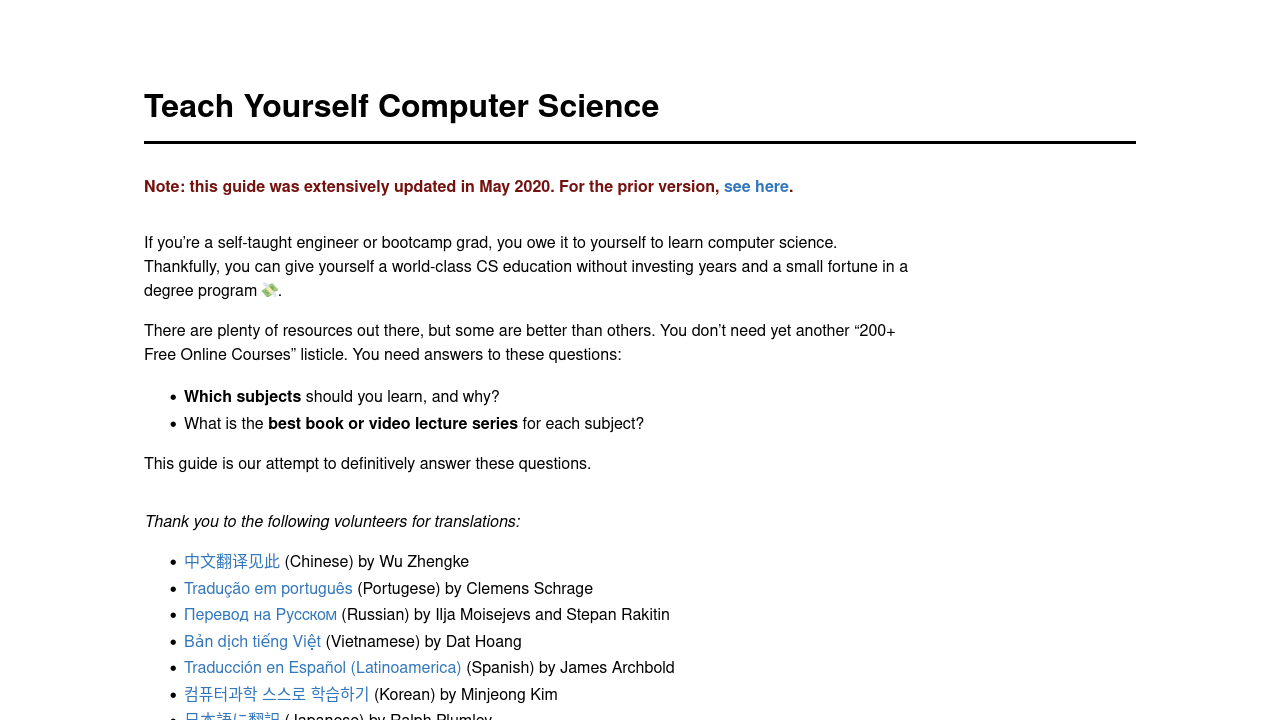 Teach Yourself Computer Science
Note: this guide was extensively updated in May 2020. For the prior version, see here.
If you’re a self-taught engineer or bootcamp grad, you owe it to yourself to learn computer science.
Thankfully, you can give yourself a world-class CS education without investing years and a small fortune in a
degree program 💸.
There are plenty of resources out there, but some are better than others. You don’t need yet another “200+
Free Online Courses” listicle. You need answers to these questions:
• Which subjects should you learn, and why?
• What is the best book or video lecture series for each subject?
This guide is our attempt to definitively answer these questions.
Thank you to the following volunteers for translations:
• 中文翻译见此 (Chinese) by Wu Zhengke
• Tradução em português (Portugese) by Clemens Schrage
• Перевод на Русском (Russian) by Ilja Moisejevs and Stepan Rakitin
• Bản dịch tiếng Việt (Vietnamese) by Dat Hoang
• Traducción en Español (Latinoamerica) (Spanish) by James Archbold
• 컴퓨터과학 스스로 학습하기 (Korean) by Minjeong Kim
• 日本語に翻訳 (Japanese) by Ralph Plumley